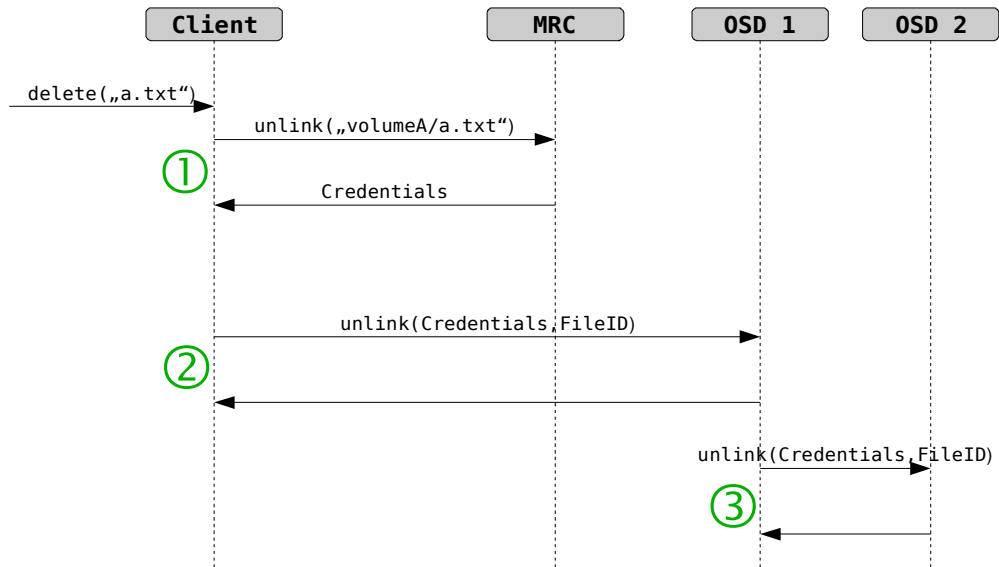 Client MRC OSD 1 OSD 2
delete(„a.txt“)
unlink(„volumeA/a.txt“)
①
Credentials
unlink(Credentials,FileID)
②
unlink(Credentials,FileID)
③